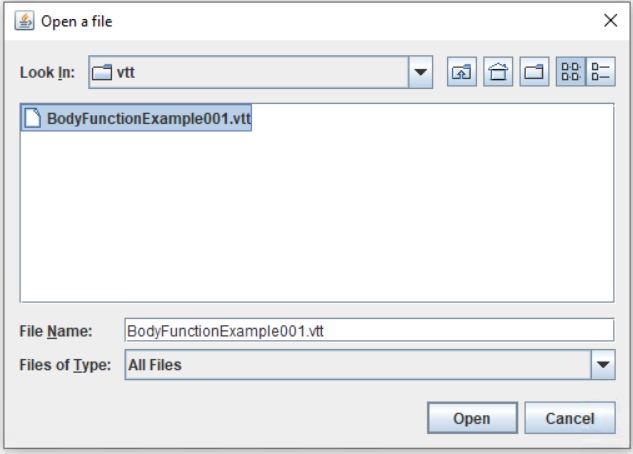 Open a file
Look In: vtt
BodyFunctionExample001.vtt
File Name: BodyFunctionExample001.vtt
Files of Type: All Files
Open Cancel